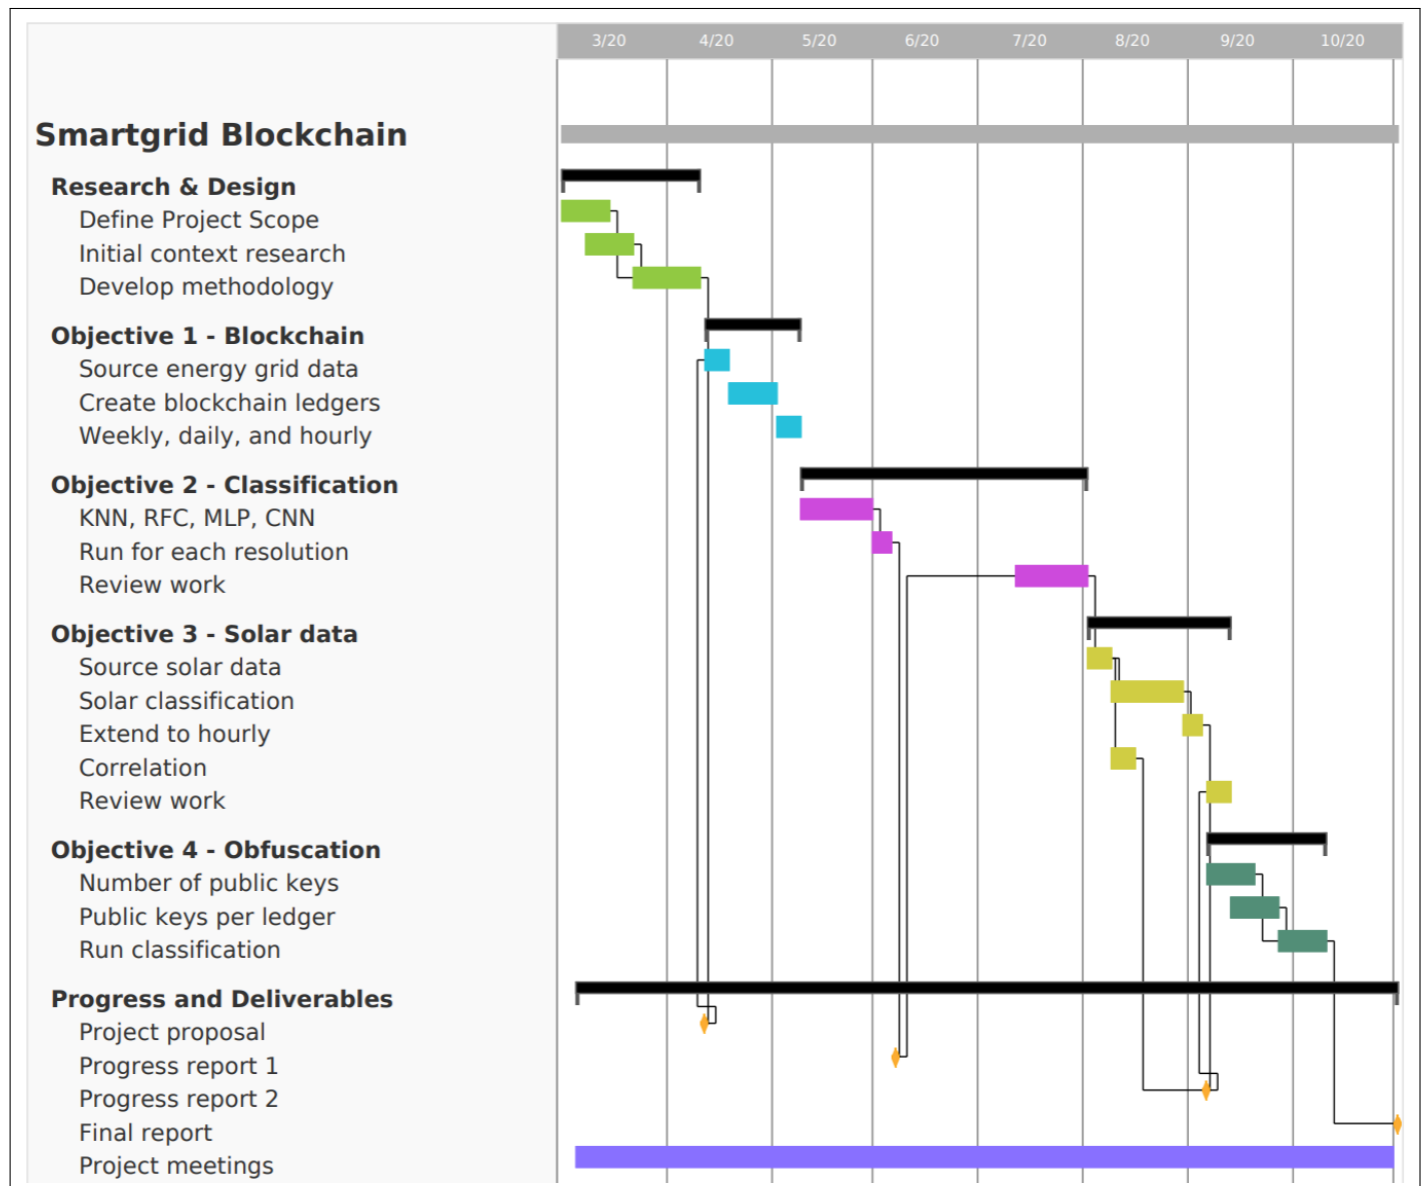 3/20 4/20 5/20 6/20 7/20 8/20 9/20 10/20
Smartgrid Blockchain
Research & Design
Define Project Scope
Initial context research
Develop methodology
Objective 1 - Blockchain
Source energy grid data
Create blockchain ledgers
Weekly, daily, and hourly
Objective 2 - Classification
KNN, RFC, MLP, CNN
Run for each resolution
Review work
Objective 3 - Solar data
Source solar data
Solar classification
Extend to hourly
Correlation
Review work
Objective 4 - Obfuscation
Number of public keys
Public keys per ledger
Run classification
Progress and Deliverables
Project proposal
Progress report 1
Progress report 2
Final report
Project meetings